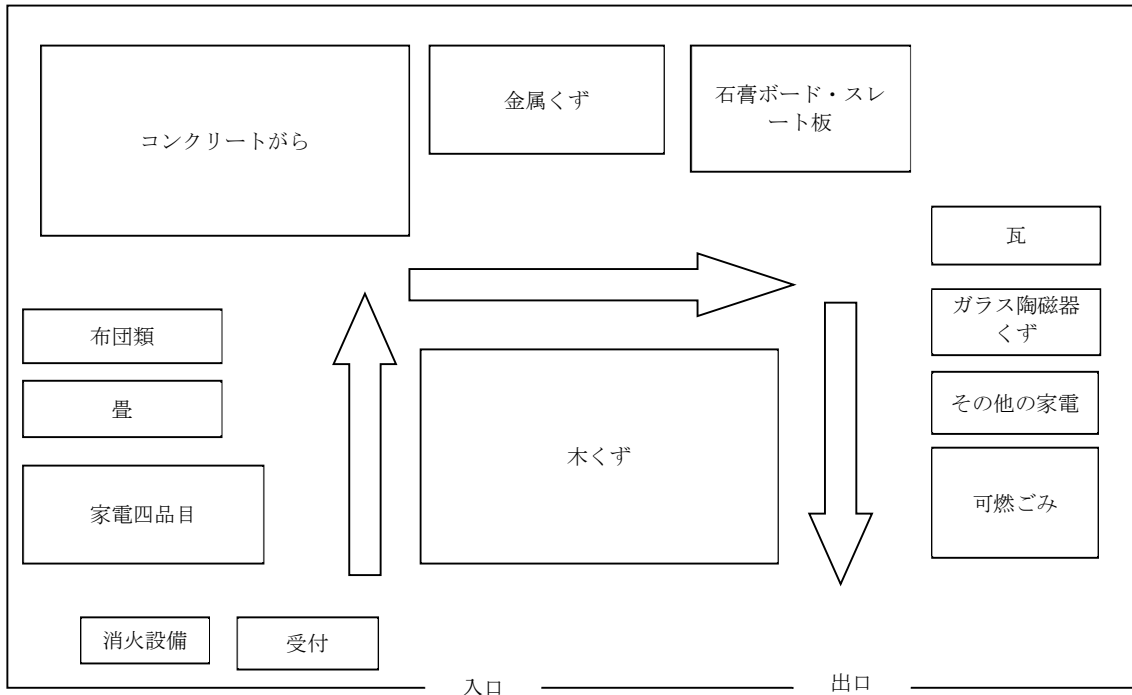 コンクリートがら
金属くず
石膏ボード・スレ
ート板
瓦
ガラス陶磁器
くず
その他の家電
可燃ごみ
布団類
畳
家電四品目
木くず
消火設備
受付
入口
出口